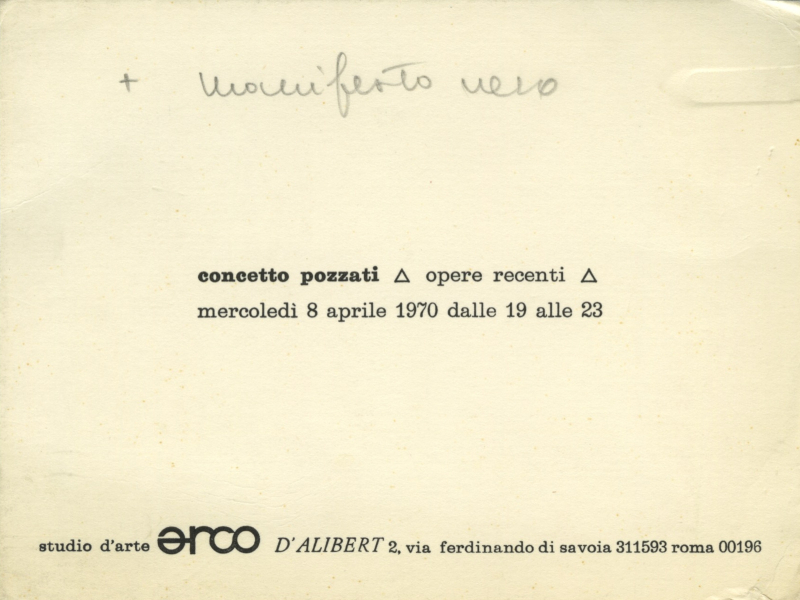 + manifesto nero
concetto pozzati △ opere recenti △
mercoledì 8 aprile 1970 dalle 19 alle 23
studio d'arte arco D'ALIBERT 2, via ferdinando di savoia 311593 roma 00196